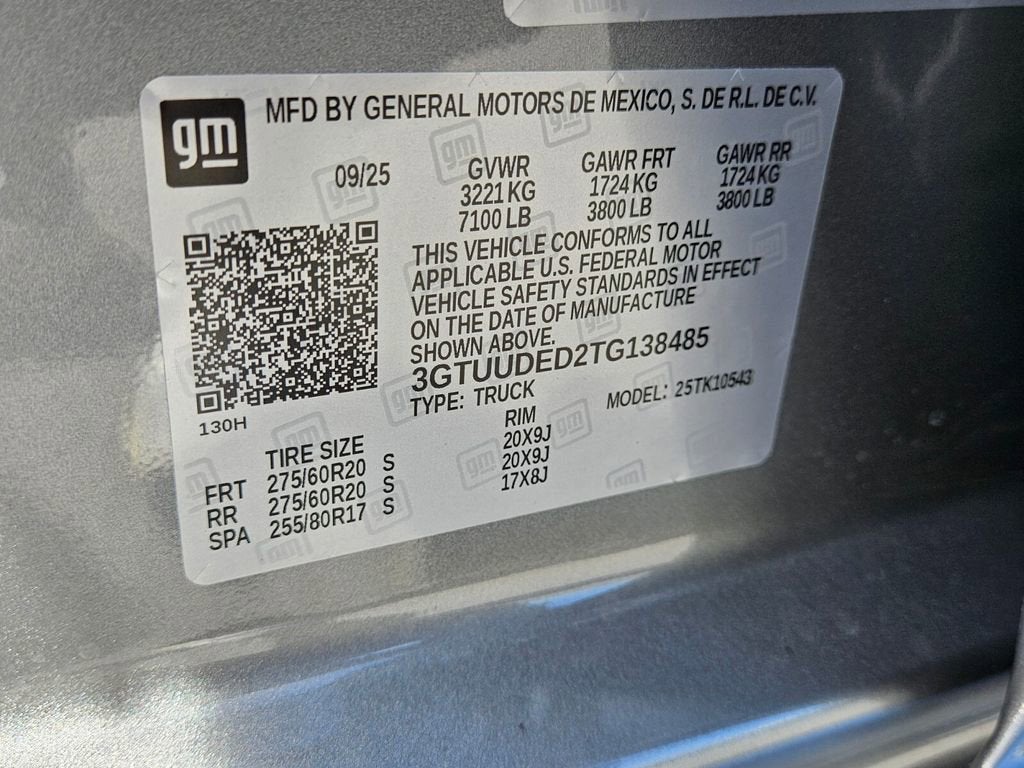 gm
MFD BY GENERAL MOTORS DE MEXICO, S. DE R.L. DE C.V.
09/25
GVWR
3221 KG
7100 LB
GAWR FRT
1724 KG
3800 LB
GAWR RR
1724 KG
3800 LB
THIS VEHICLE CONFORMS TO ALL
APPLICABLE U.S. FEDERAL MOTOR
VEHICLE SAFETY STANDARDS IN EFFECT
ON THE DATE OF MANUFACTURE
SHOWN ABOVE.
3GTUUDED2TG138485
TYPE: TRUCK
MODEL: 25TK10543
130H
TIRE SIZE
RIM
FRT 275/60R20 S 20X9J
RR 275/60R20 S 20X9J
SPA 255/80R17 S 17X8J